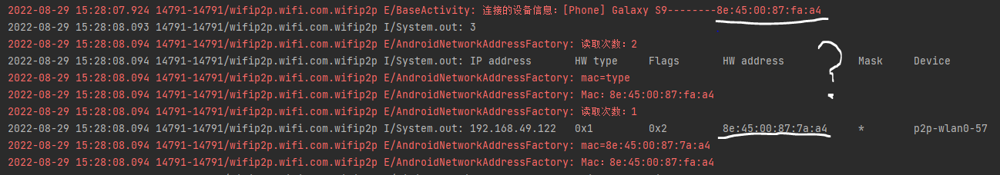 2022-08-29 15:28:07.924 14791-14791/wifip2p.wifi.com.wifip2p E/BaseActivity: 连接的设备信息：[Phone] Galaxy S9--------8e:45:00:87:fa:a4
2022-08-29 15:28:08.093 14791-14791/wifip2p.wifi.com.wifip2p I/System.out: 3
2022-08-29 15:28:08.094 14791-14791/wifip2p.wifi.com.wifip2p E/AndroidNetworkAddressFactory: 读取次数：2
2022-08-29 15:28:08.094 14791-14791/wifip2p.wifi.com.wifip2p I/System.out: IP address HW type Flags HW address Mask Device
?
2022-08-29 15:28:08.094 14791-14791/wifip2p.wifi.com.wifip2p E/AndroidNetworkAddressFactory: mac=type
2022-08-29 15:28:08.094 14791-14791/wifip2p.wifi.com.wifip2p E/AndroidNetworkAddressFactory: Mac：8e:45:00:87:fa:a4
2022-08-29 15:28:08.094 14791-14791/wifip2p.wifi.com.wifip2p E/AndroidNetworkAddressFactory: 读取次数：1
2022-08-29 15:28:08.094 14791-14791/wifip2p.wifi.com.wifip2p I/System.out: 192.168.49.122 0x1 0x2 8e:45:00:87:7a:a4 * p2p-wlan0-57
2022-08-29 15:28:08.094 14791-14791/wifip2p.wifi.com.wifip2p E/AndroidNetworkAddressFactory: mac=8e:45:00:87:7a:a4
2022-08-29 15:28:08.094 14791-14791/wifip2p.wifi.com.wifip2p E/AndroidNetworkAddressFactory: Mac：8e:45:00:87:fa:a4